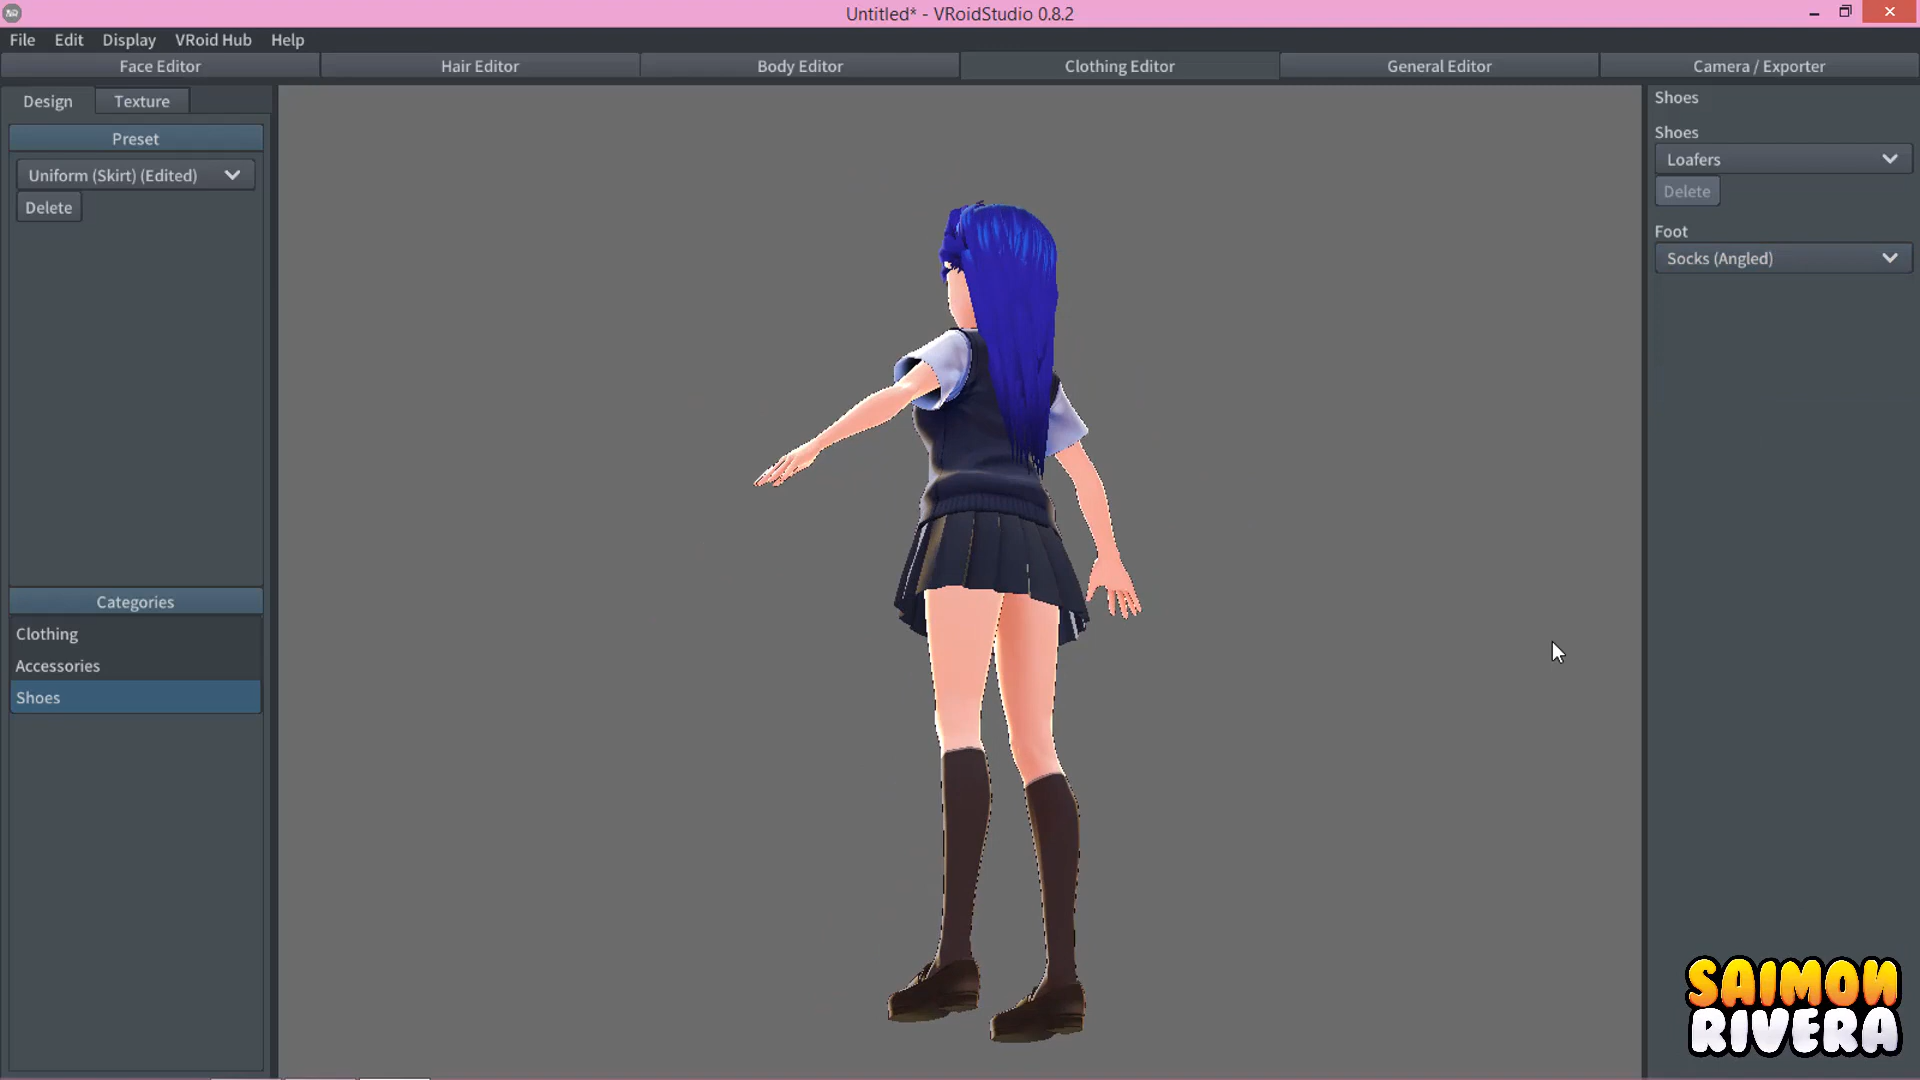 Untitled* - VRoidStudio 0.8.2
File Edit Display VRoid Hub Help
Face Editor Hair Editor Body Editor Clothing Editor General Editor Camera / Exporter
Design Texture
Preset
Uniform (Skirt) (Edited)
Delete
Categories
Clothing
Accessories
Shoes
Shoes
Shoes
Loafers
Delete
Foot
Socks (Angled)
SAIMON
RIVERA